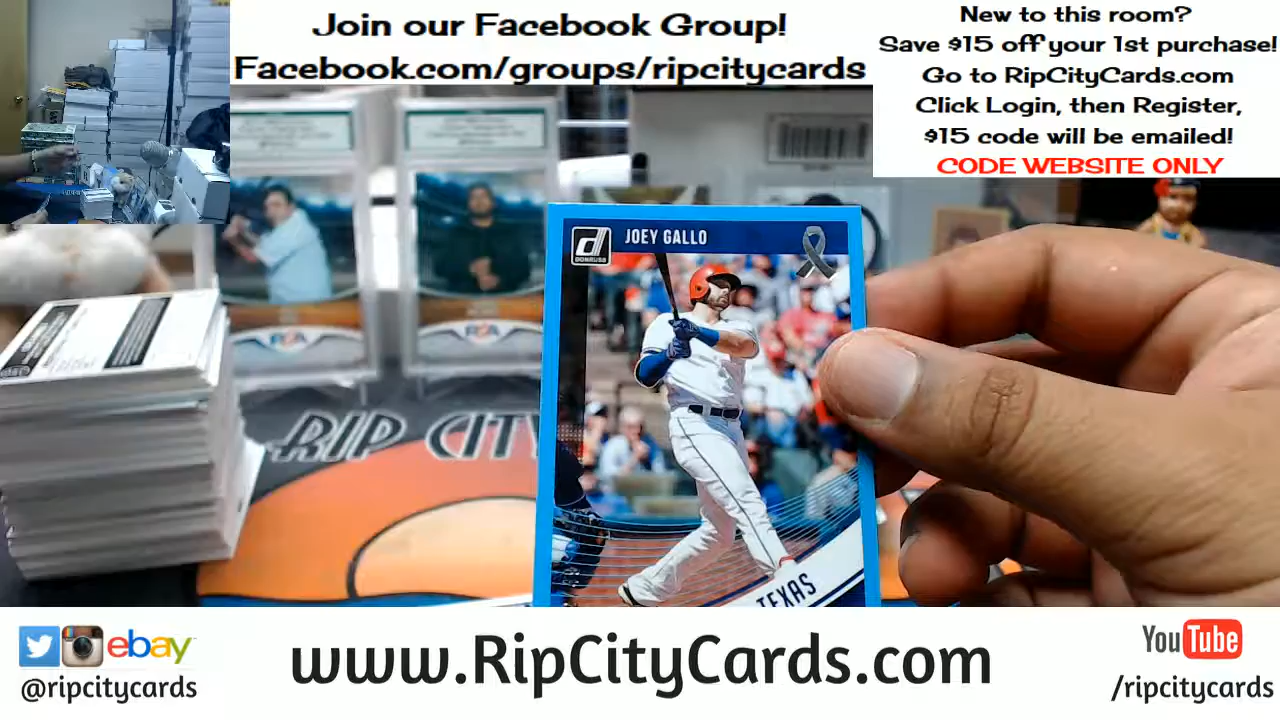 Join our Facebook Group!
Facebook.com/groups/ripcitycards
New to this room?
Save $15 off your 1st purchase!
Go to RipCityCards.com
Click Login, then Register,
$15 code will be emailed!
CODE WEBSITE ONLY
d
DONRUSS
JOEY GALLO
TEXAS
RIP CITY
ebay
@ripcitycards
www.RipCityCards.com
YouTube
/ripcitycards